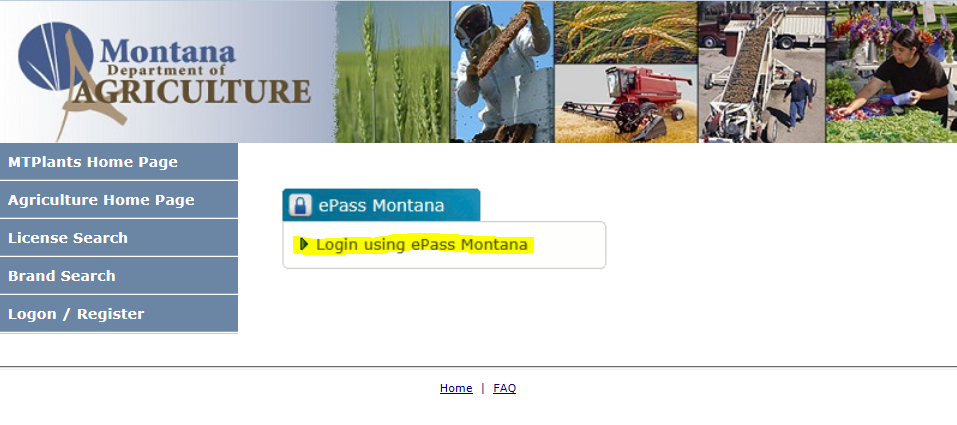 Montana
Department of
AGRICULTURE
MTPlants Home Page
Agriculture Home Page
License Search
Brand Search
Logon / Register
ePass Montana
Login using ePass Montana
Home | FAQ